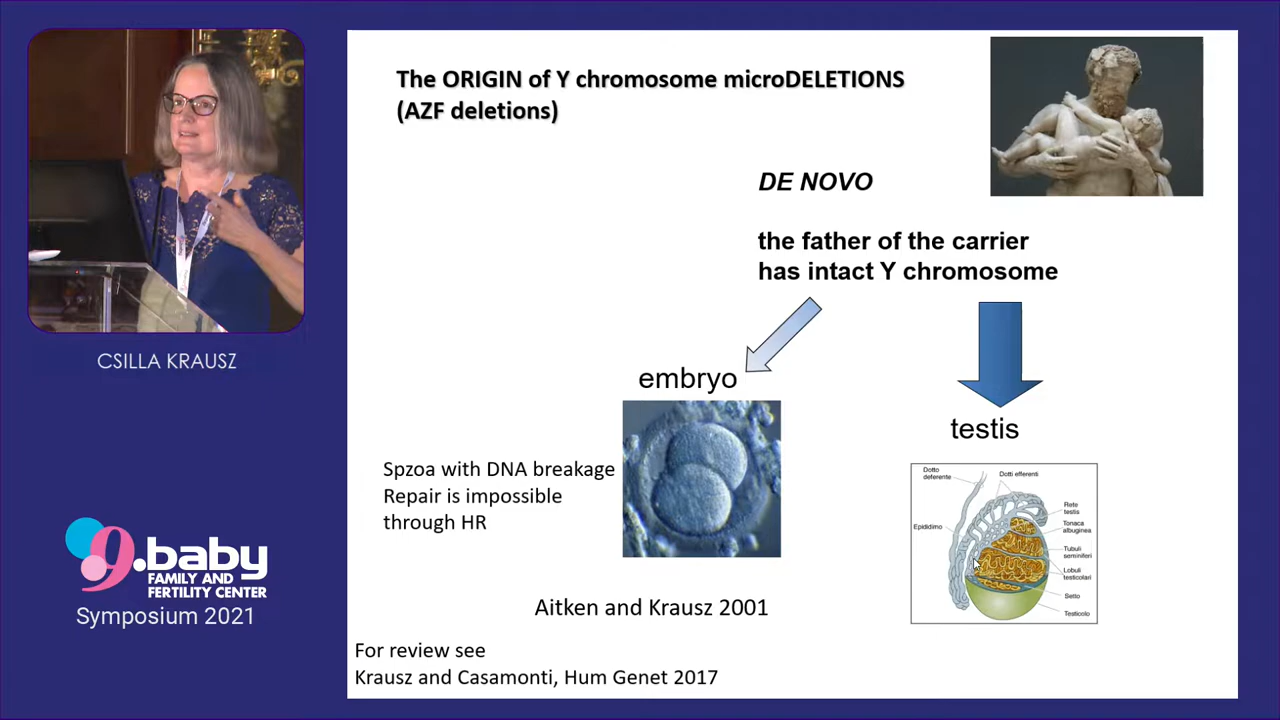 The ORIGIN of Y chromosome microDELETIONS
(AZF deletions)
DE NOVO
the father of the carrier
has intact Y chromosome
embryo
testis
Spzoa with DNA breakage
Repair is impossible
through HR
Dotto
deferente
Dotti efferenti
Epididimo
Rete
testis
Tonaca
albuginea
Tubuli
seminiferi
Lobuli
testicolari
Setto
Testicolo
Aitken and Krausz 2001
For review see
Krausz and Casamonti, Hum Genet 2017
CSILLA KRAUSZ
9.baby
FAMILY AND
FERTILITY CENTER
Symposium 2021